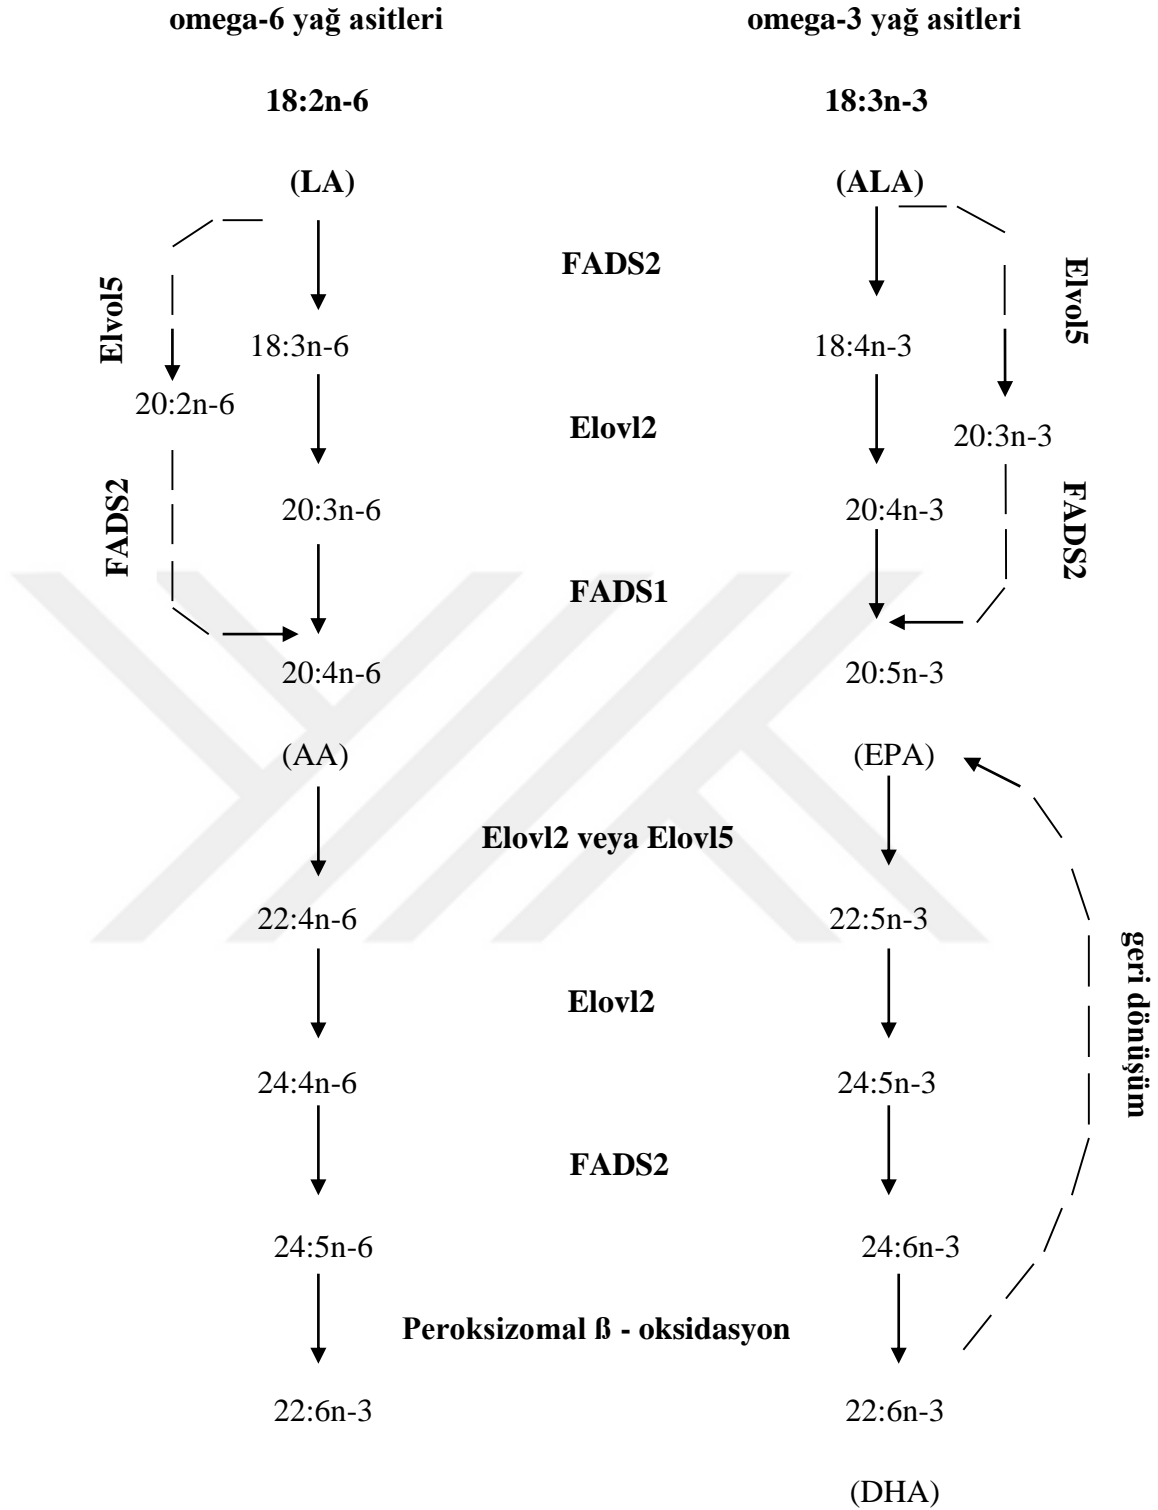 omega-6 yağ asitleri omega-3 yağ asitleri
18:2n-6 18:3n-3
(LA) (ALA)
FADS2
Elvol5 Elvol5
18:3n-6 18:4n-3
20:2n-6
Elovl2
20:3n-3
20:3n-6 20:4n-3
FADS2 FADS2
FADS1
20:4n-6 20:5n-3
(AA) (EPA)
Elovl2 veya Elovl5
22:4n-6 22:5n-3
Elovl2
geri dönüşüm
24:4n-6 24:5n-3
FADS2
24:5n-6 24:6n-3
Peroksizomal ß - oksidasyon
22:6n-3 22:6n-3
(DHA)